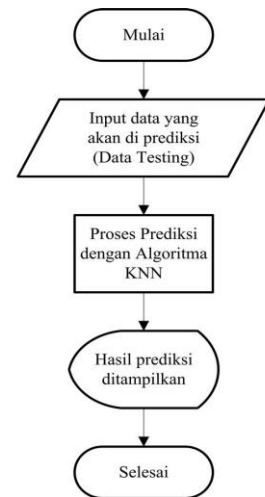 Mulai
Input data yang
akan di prediksi
(Data Testing)
Proses Prediksi
dengan Algoritma
KNN
Hasil prediksi
ditampilkan
Selesai